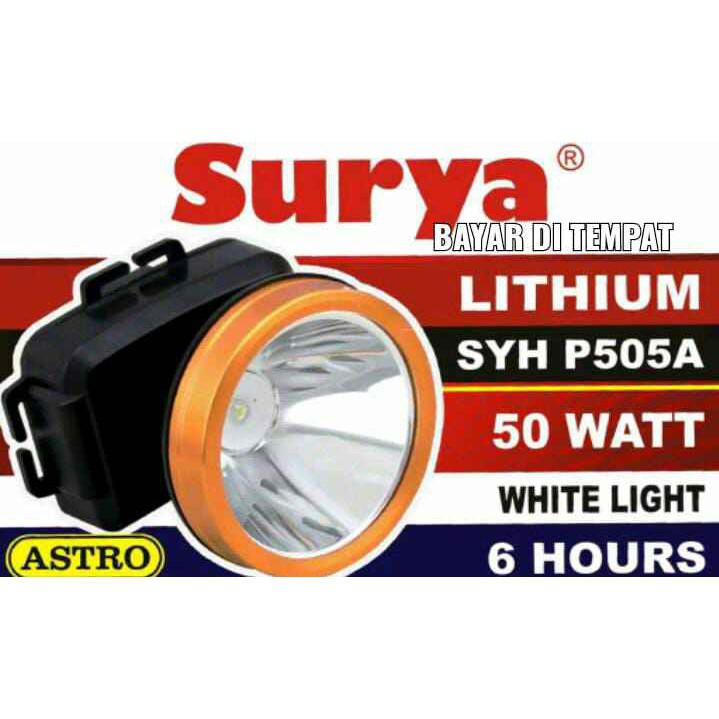 Surya®
BAYAR DI TEMPAT
LITHIUM
SYH P505A
50 WATT
WHITE LIGHT
ASTRO
6 HOURS